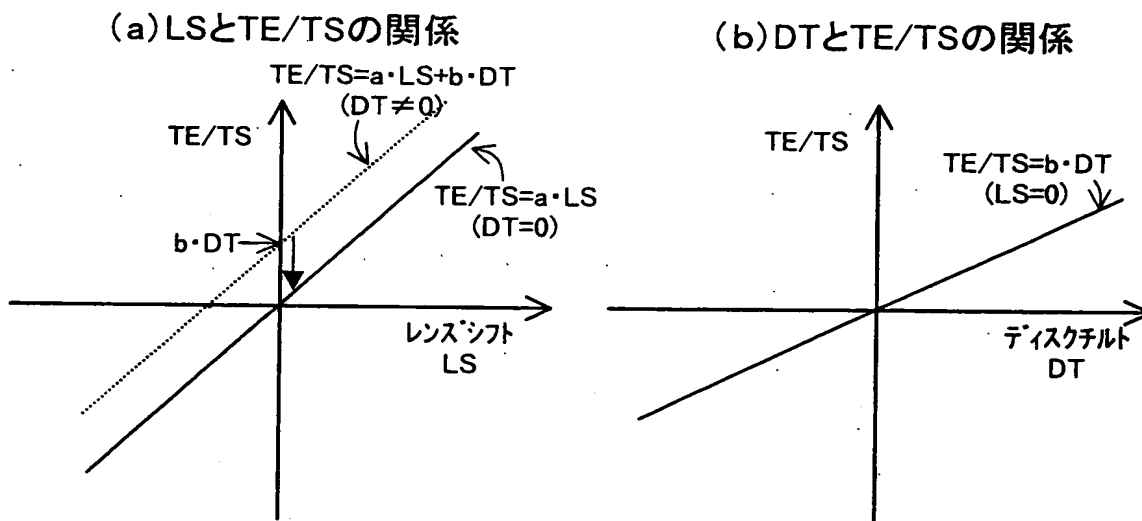 (a)LSとTE/TSの関係
TE/TS=a・LS+b・DT
(DT≠0)
TE/TS
TE/TS=a・LS
(DT=0)
b・DT
レンズシフト
LS
(b)DTとTE/TSの関係
TE/TS
TE/TS=b・DT
(LS=0)
ディスクチルト
DT